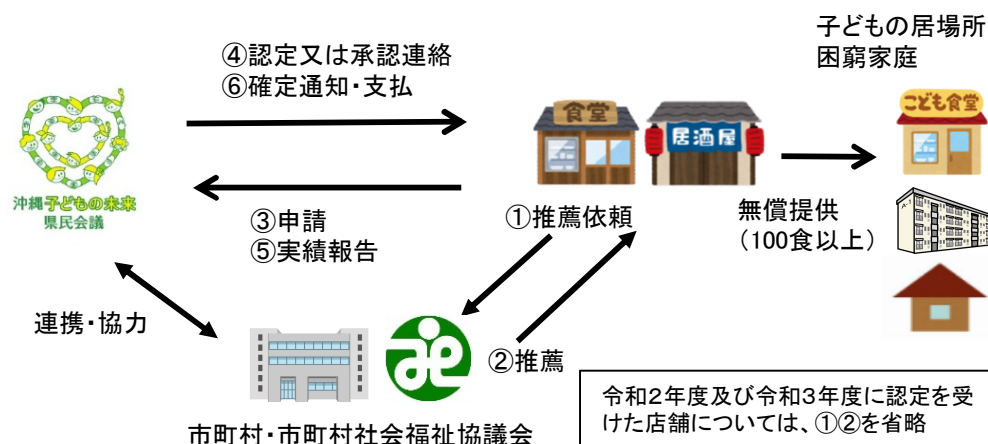 子どもの居場所
困窮家庭
④認定又は承認連絡
⑥確定通知・支払
食堂
居酒屋
こども食堂
沖縄子どもの未来
県民会議
③申請
⑤実績報告
①推薦依頼
無償提供
（100食以上）
連携・協力
②推薦
市町村・市町村社会福祉協議会
令和２年度及び令和３年度に認定を受
けた店舗については、①②を省略